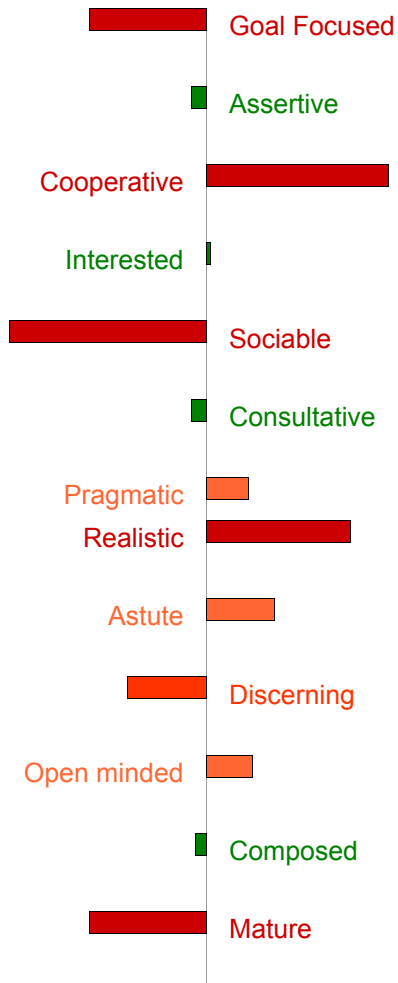 Goal Focused
Assertive
Cooperative
Interested
Sociable
Consultative
Pragmatic
Realistic
Astute
Discerning
Open minded
Composed
Mature